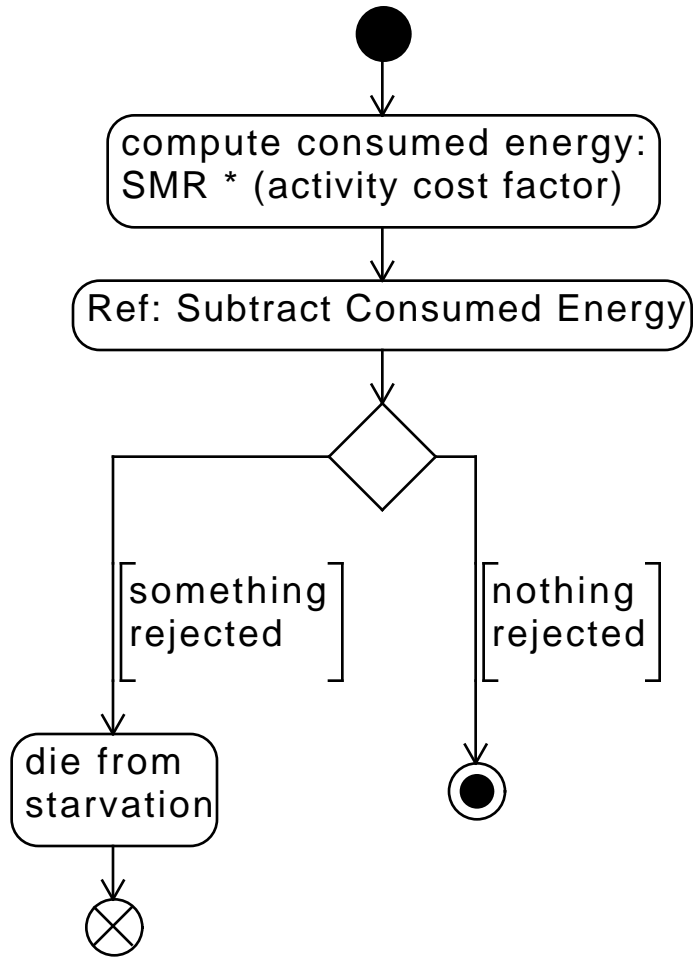 compute consumed energy:
SMR * (activity cost factor)
Ref: Subtract Consumed Energy
[something
rejected]
[nothing
rejected]
die from
starvation